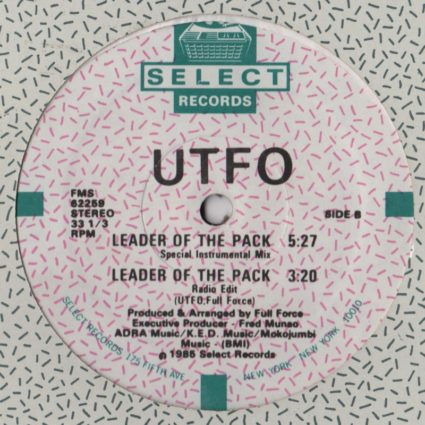 SELECT
RECORDS
UTFO
FMS
62259
STEREO
33 1/3
RPM
SIDE B
LEADER OF THE PACK 5:27
Special Instrumental Mix
LEADER OF THE PACK 3:20
Radio Edit
(UTFO;Full Force)
Produced & Arranged by Full Force
Executive Producer - Fred Munao
ADRA Music/K.E.D. Music/Mokojumbi
Music - (BMI)
℗ 1985 Select Records
SELECT RECORDS 175 FIFTH AVE NEW YORK NEW YORK 10010